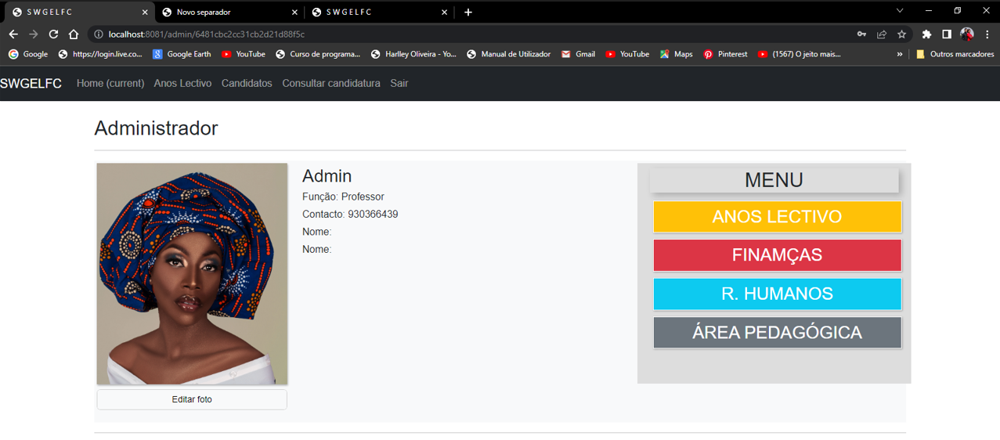 S W G E L F C
Novo separador
S W G E L F C
localhost:8081/admin/6481cbc2cc31cb2d21d88f5c
Google
https://login.live.co...
Google Earth
YouTube
Curso de programa...
Harlley Oliveira - Yo...
Manual de Utilizador
Gmail
YouTube
Maps
Pinterest
(1567) O jeito mais...
»
Outros marcadores
SWGELFC
Home (current)
Anos Lectivo
Candidatos
Consultar candidatura
Sair
Administrador
Admin
Função: Professor
Contacto: 930366439
Nome:
Nome:
Editar foto
MENU
ANOS LECTIVO
FINAMÇAS
R. HUMANOS
ÁREA PEDAGÓGICA